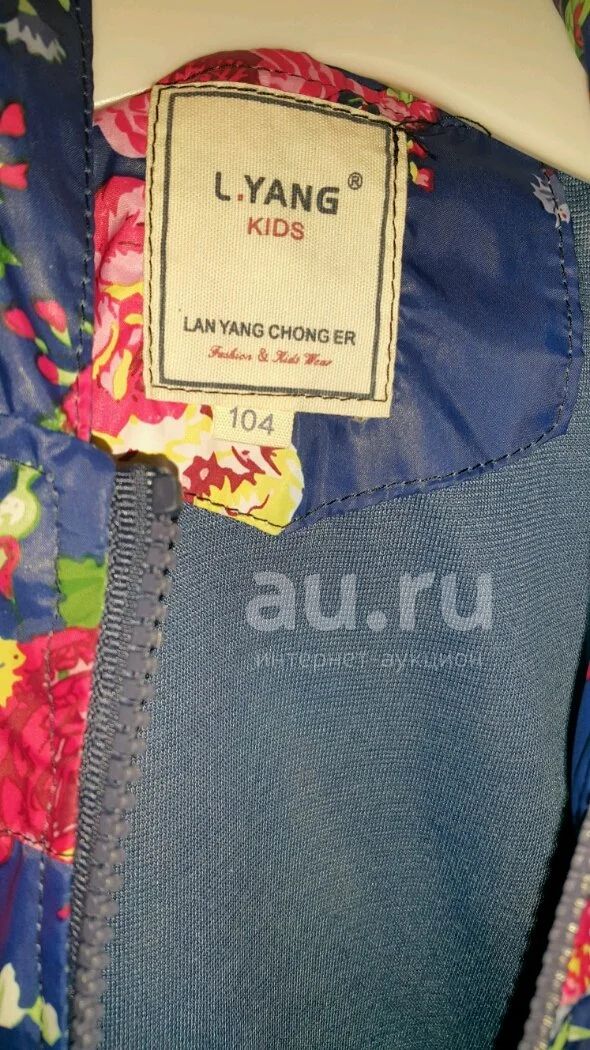 L.YANG®
KIDS
LAN YANG CHONG ER
Fashion & Kids Wear
104
au.ru
интернет-аукцион